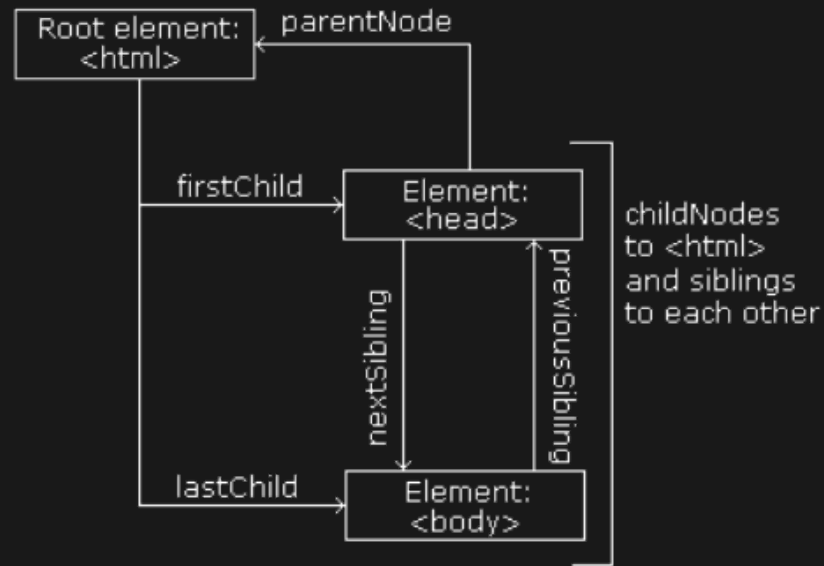 Root element:
<html>
parentNode
firstChild
Element:
<head>
childNodes
to <html>
and siblings
to each other
nextSibling
previousSibling
lastChild
Element:
<body>